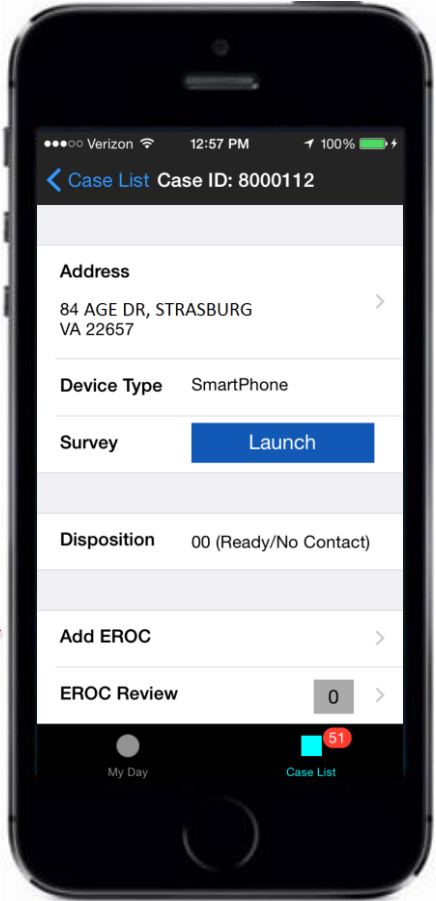 Verizon 12:57 PM 100%
Case List Case ID: 8000112
Address
84 AGE DR, STRASBURG
VA 22657
Device Type SmartPhone
Survey Launch
Disposition 00 (Ready/No Contact)
Add EROC
EROC Review 0
51
My Day Case List